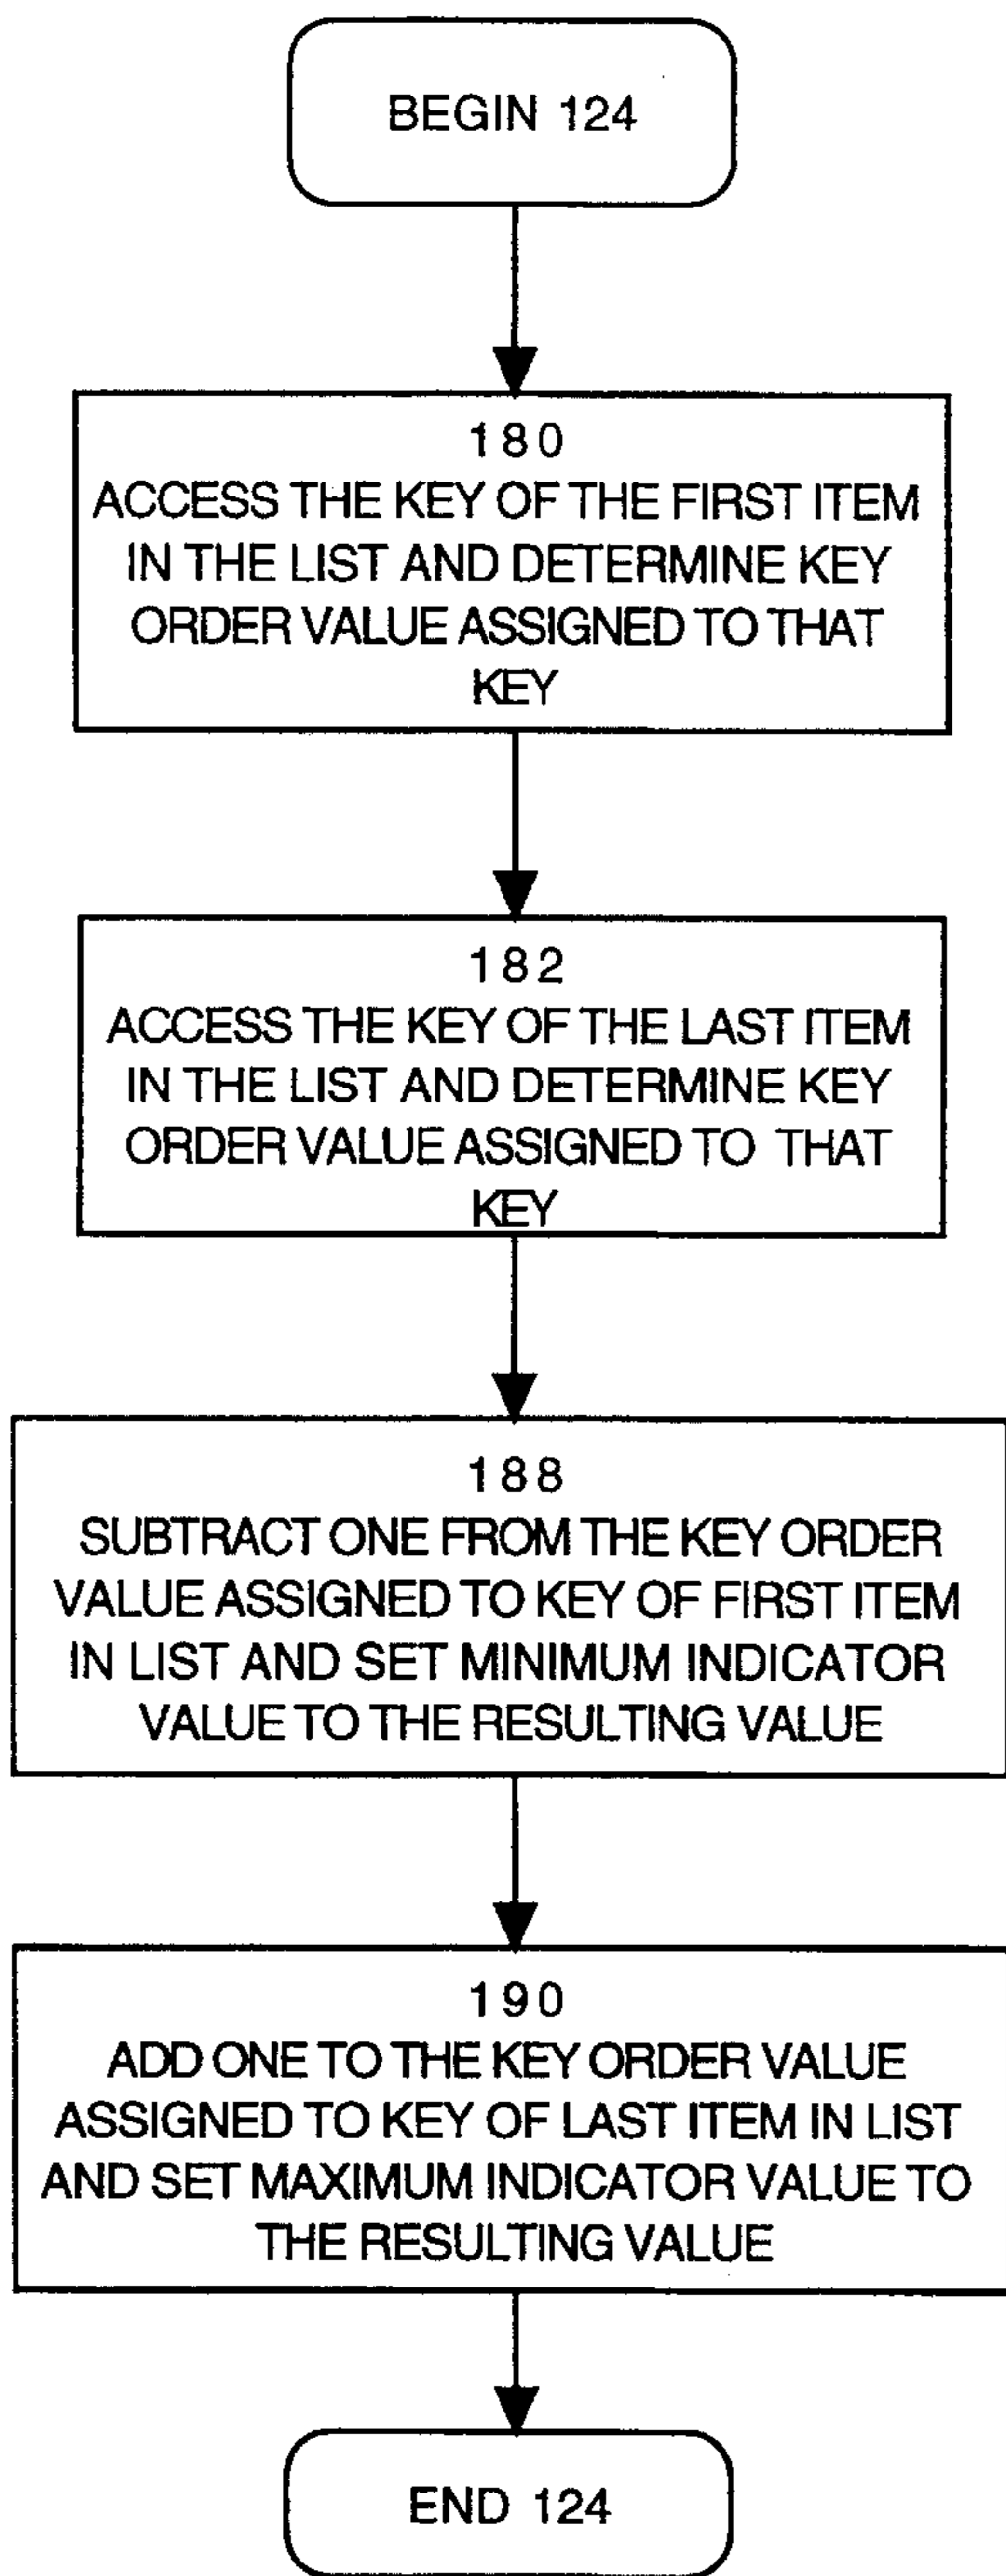 BEGIN 124
180
ACCESS THE KEY OF THE FIRST ITEM
IN THE LIST AND DETERMINE KEY
ORDER VALUE ASSIGNED TO THAT
KEY
182
ACCESS THE KEY OF THE LAST ITEM
IN THE LIST AND DETERMINE KEY
ORDER VALUE ASSIGNED TO THAT
KEY
188
SUBTRACT ONE FROM THE KEY ORDER
VALUE ASSIGNED TO KEY OF FIRST ITEM
IN LIST AND SET MINIMUM INDICATOR
VALUE TO THE RESULTING VALUE
190
ADD ONE TO THE KEY ORDER VALUE
ASSIGNED TO KEY OF LAST ITEM IN LIST
AND SET MAXIMUM INDICATOR VALUE TO
THE RESULTING VALUE
END 124